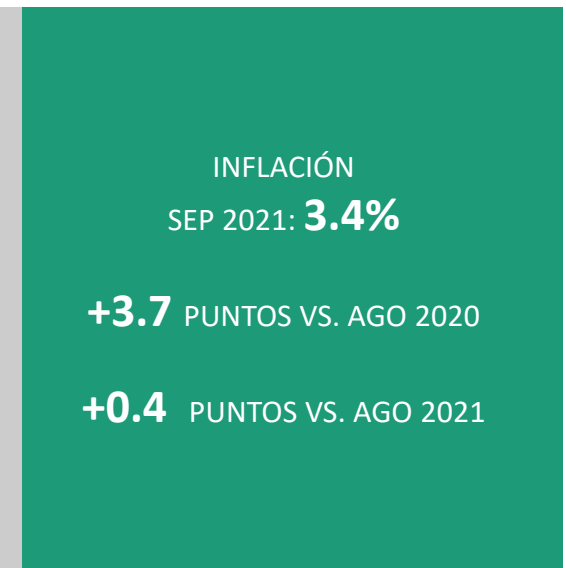 INFLACIÓN
SEP 2021: 3.4%
+3.7 PUNTOS VS. AGO 2020
+0.4 PUNTOS VS. AGO 2021